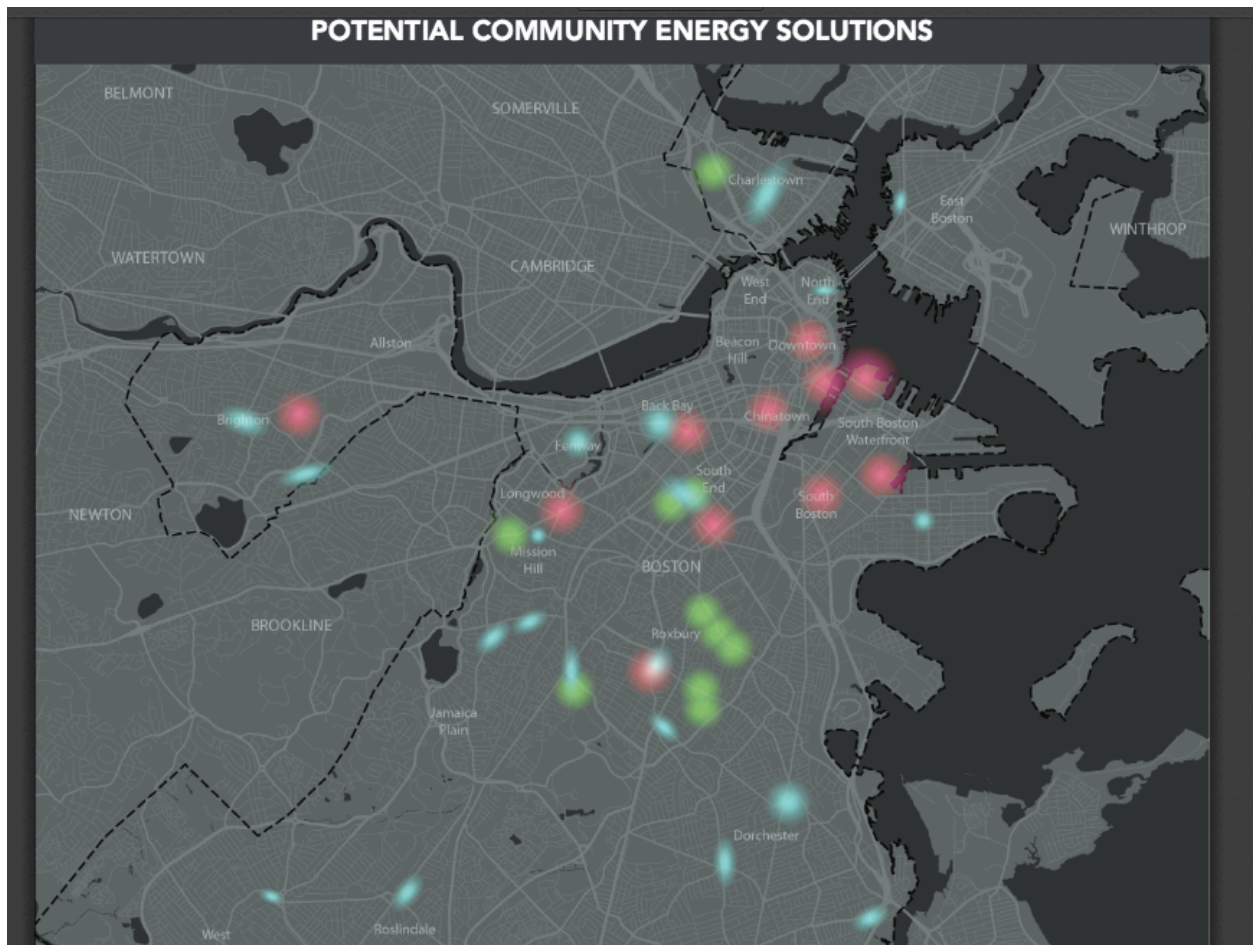 POTENTIAL COMMUNITY ENERGY SOLUTIONS
BELMONT
SOMERVILLE
Charlestown
East
Boston
WINTHROP
WATERTOWN
CAMBRIDGE
West
End
North
End
Allston
Beacon
Hill
Downtown
Back Bay
Chinatown
Brighton
South Boston
Waterfront
Fenway
South
End
Longwood
South
Boston
NEWTON
Mission
Hill
BOSTON
BROOKLINE
Roxbury
Jamaica
Plain
Dorchester
Roslindale
West